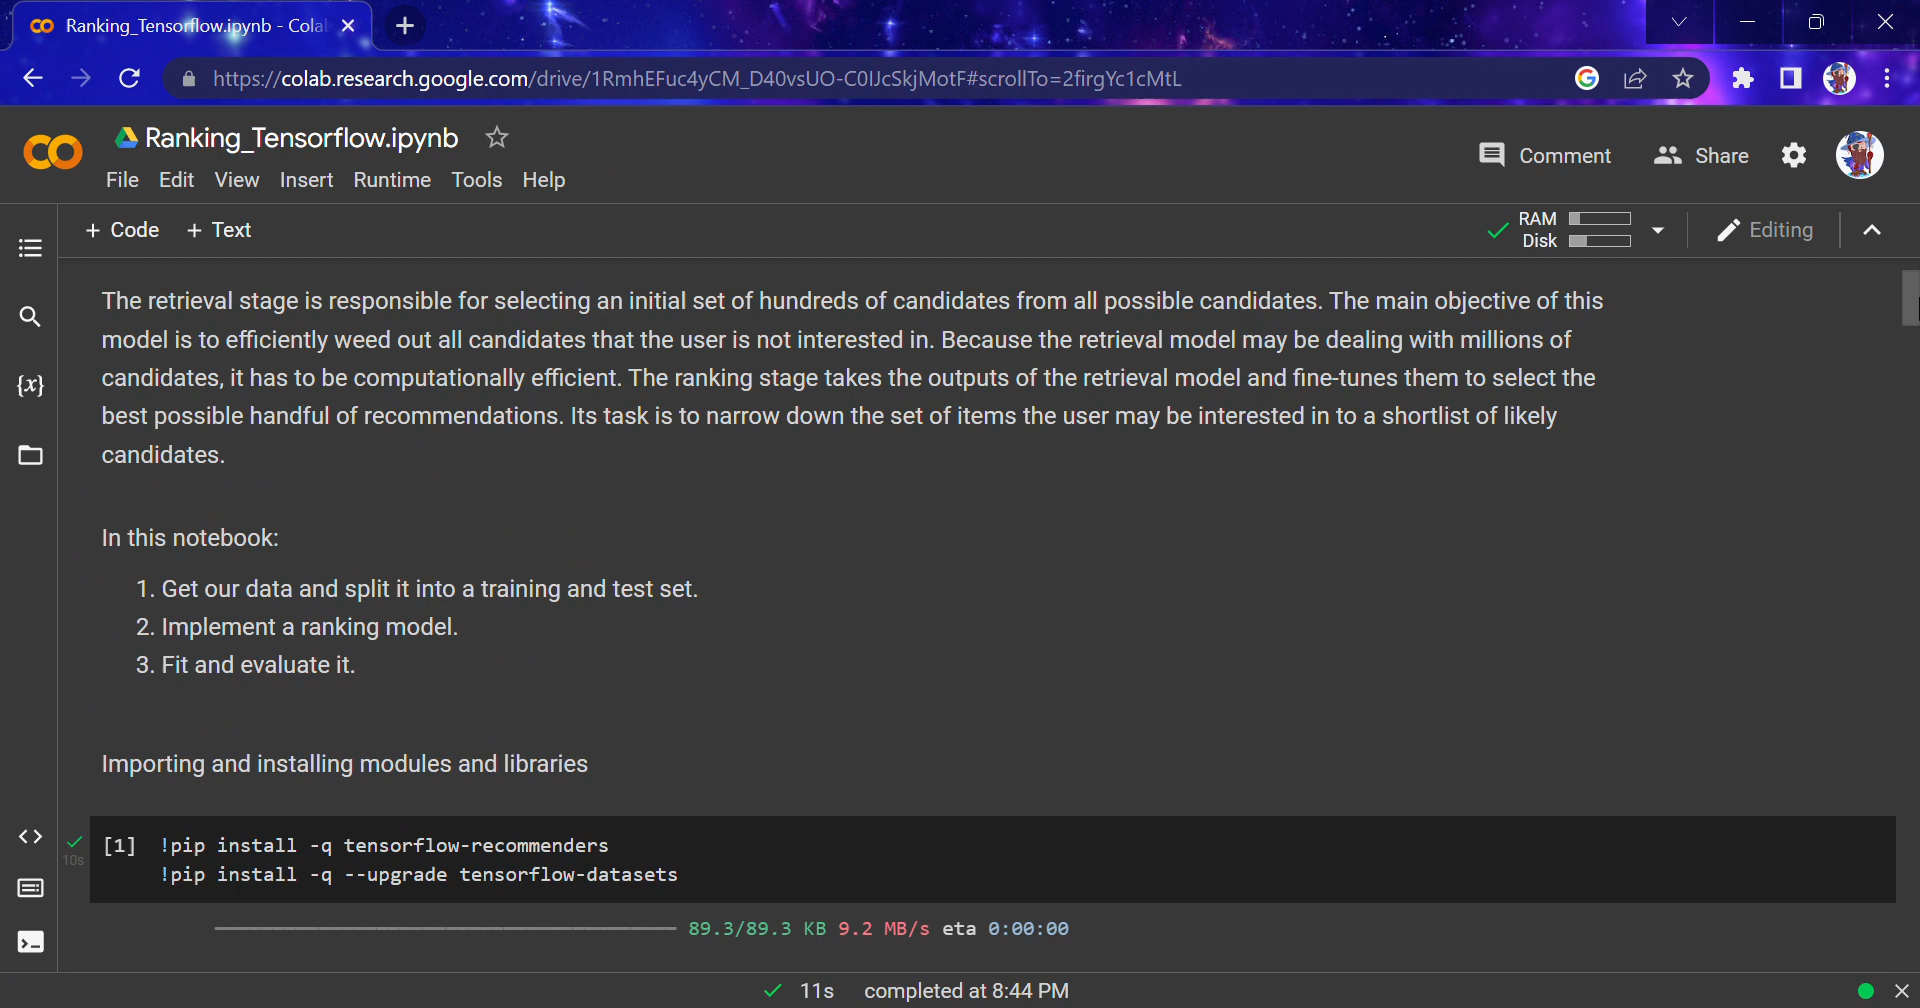 Ranking_Tensorflow.ipynb - Cola
https://colab.research.google.com/drive/1RmhEFuc4yCM_D40vsUO-C0IJcSkjMotF#scrollTo=2firgYc1cMtL
Ranking_Tensorflow.ipynb
Comment Share
File Edit View Insert Runtime Tools Help
+ Code + Text
RAM
Disk
Editing
The retrieval stage is responsible for selecting an initial set of hundreds of candidates from all possible candidates. The main objective of this
model is to efficiently weed out all candidates that the user is not interested in. Because the retrieval model may be dealing with millions of
candidates, it has to be computationally efficient. The ranking stage takes the outputs of the retrieval model and fine-tunes them to select the
best possible handful of recommendations. Its task is to narrow down the set of items the user may be interested in to a shortlist of likely
candidates.
In this notebook:
1. Get our data and split it into a training and test set.
2. Implement a ranking model.
3. Fit and evaluate it.
Importing and installing modules and libraries
10s
[1] !pip install -q tensorflow-recommenders
!pip install -q --upgrade tensorflow-datasets
89.3/89.3 KB 9.2 MB/s eta 0:00:00
11s completed at 8:44 PM